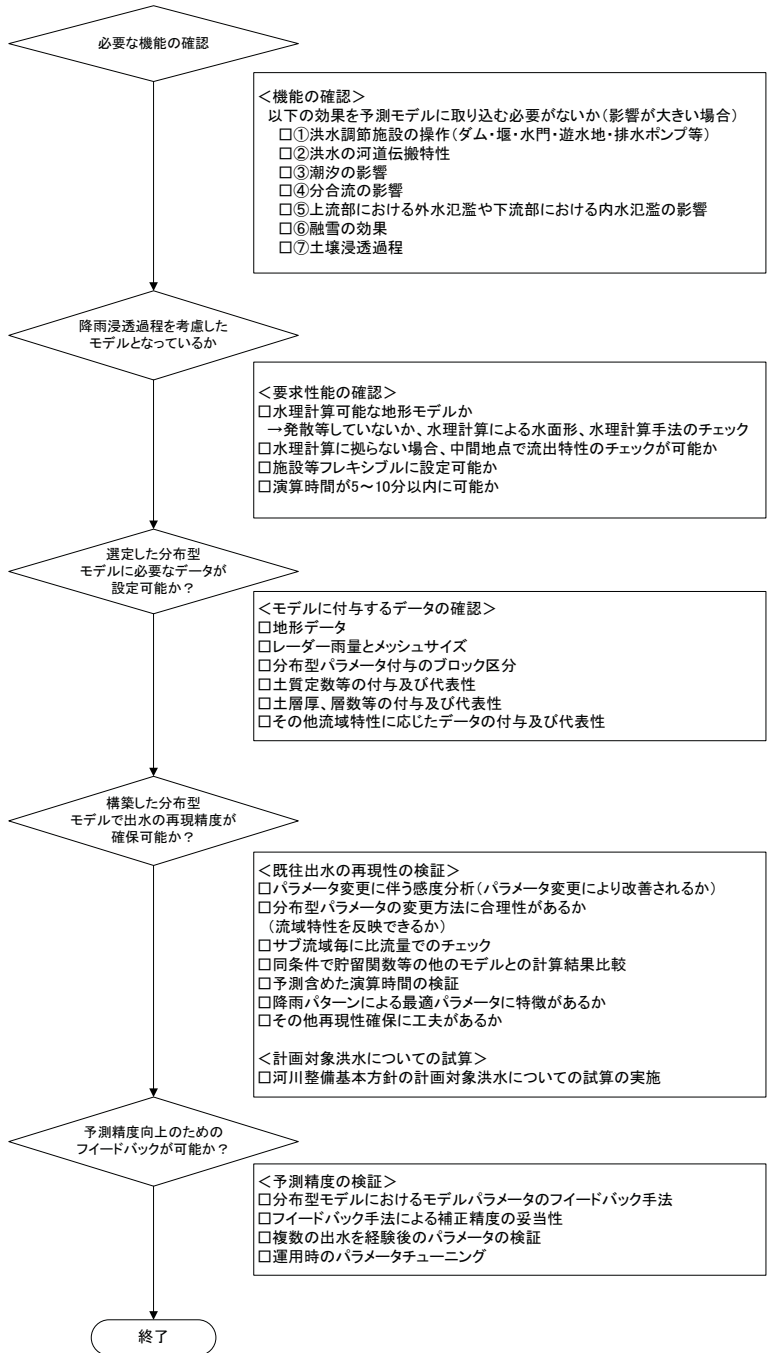 必要な機能の確認
＜機能の確認＞
以下の効果を予測モデルに取り込む必要がないか(影響が大きい場合)
□①洪水調節施設の操作(ダム・堰・水門・遊水地・排水ポンプ等)
□②洪水の河道伝搬特性
□③潮汐の影響
□④分合流の影響
□⑤上流部における外水氾濫や下流部における内水氾濫の影響
□⑥融雪の効果
□⑦土壌浸透過程
降雨浸透過程を考慮した
モデルとなっているか
＜要求性能の確認＞
□水理計算可能な地形モデルか
→発散等していないか、水理計算による水面形、水理計算手法のチェック
□水理計算に拠らない場合、中間地点で流出特性のチェックが可能か
□施設等フレキシブルに設定可能か
□演算時間が5～10分以内に可能か
選定した分布型
モデルに必要なデータが
設定可能か？
＜モデルに付与するデータの確認＞
□地形データ
□レーダー雨量とメッシュサイズ
□分布型パラメータ付与のブロック区分
□土質定数等の付与及び代表性
□土層厚、層数等の付与及び代表性
□その他流域特性に応じたデータの付与及び代表性
構築した分布型
モデルで出水の再現精度が
確保可能か？
＜既往出水の再現性の検証＞
□パラメータ変更に伴う感度分析(パラメータ変更により改善されるか)
□分布型パラメータの変更方法に合理性があるか
(流域特性を反映できるか)
□サブ流域毎に比流量でのチェック
□同条件で貯留関数等の他のモデルとの計算結果比較
□予測含めた演算時間の検証
□降雨パターンによる最適パラメータに特徴があるか
□その他再現性確保に工夫があるか
＜計画対象洪水についての試算＞
□河川整備基本方針の計画対象洪水についての試算の実施
予測精度向上のための
フイードバックが可能か？
＜予測精度の検証＞
□分布型モデルにおけるモデルパラメータのフイードバック手法
□フイードバック手法による補正精度の妥当性
□複数の出水を経験後のパラメータの検証
□運用時のパラメータチューニング
終了